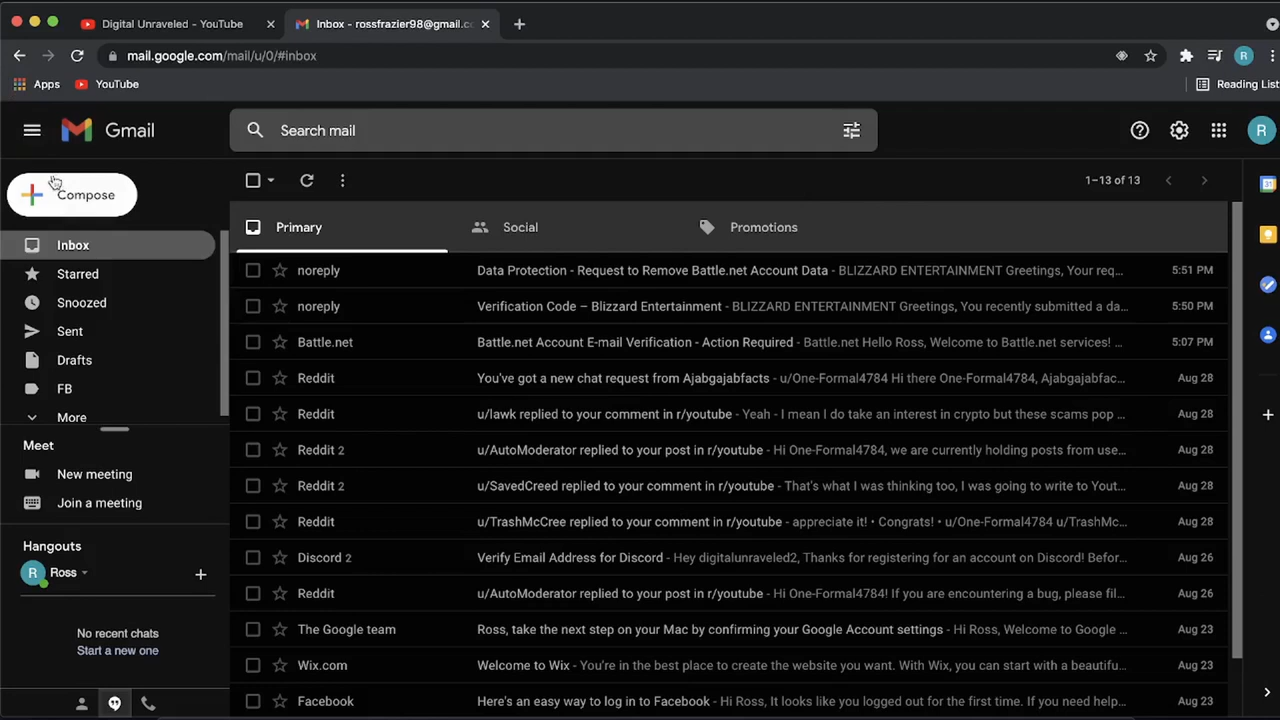 Digital Unraveled - YouTube
Inbox - rossfrazier98@gmail.co
mail.google.com/mail/u/0/#inbox
R
Apps
YouTube
Reading List
Gmail
Search mail
R
Compose
1–13 of 13
Inbox
Starred
Snoozed
Sent
Drafts
FB
More
Primary
Social
Promotions
noreply Data Protection - Request to Remove Battle.net Account Data - BLIZZARD ENTERTAINMENT Greetings, Your req... 5:51 PM
noreply Verification Code – Blizzard Entertainment - BLIZZARD ENTERTAINMENT Greetings, You recently submitted a da... 5:50 PM
Battle.net Battle.net Account E-mail Verification - Action Required - Battle.net Hello Ross, Welcome to Battle.net services! ... 5:07 PM
Reddit You've got a new chat request from Ajabgajabfacts - u/One-Formal4784 Hi there One-Formal4784, Ajabgajabfac... Aug 28
Reddit u/lawk replied to your comment in r/youtube - Yeah - I mean I do take an interest in crypto but these scams pop ... Aug 28
Reddit 2 u/AutoModerator replied to your post in r/youtube - Hi One-Formal4784, we are currently holding posts from use... Aug 28
Reddit 2 u/SavedCreed replied to your comment in r/youtube - That's what I was thinking too, I was going to write to Yout... Aug 28
Reddit u/TrashMcCree replied to your comment in r/youtube - appreciate it! • Congrats! • u/One-Formal4784 u/TrashMc... Aug 28
Discord 2 Verify Email Address for Discord - Hey digitalunraveled2, Thanks for registering for an account on Discord! Befor... Aug 26
Reddit u/AutoModerator replied to your post in r/youtube - Hi One-Formal4784! If you are encountering a bug, please fil... Aug 26
The Google team Ross, take the next step on your Mac by confirming your Google Account settings - Hi Ross, Welcome to Google ... Aug 23
Wix.com Welcome to Wix - You're in the best place to create the website you want. With Wix, you can start with a beautifu... Aug 23
Facebook Here's an easy way to log in to Facebook - Hi Ross, It looks like you logged out for the first time. If you need help... Aug 23
Meet
New meeting
Join a meeting
Hangouts
R Ross
No recent chats
Start a new one